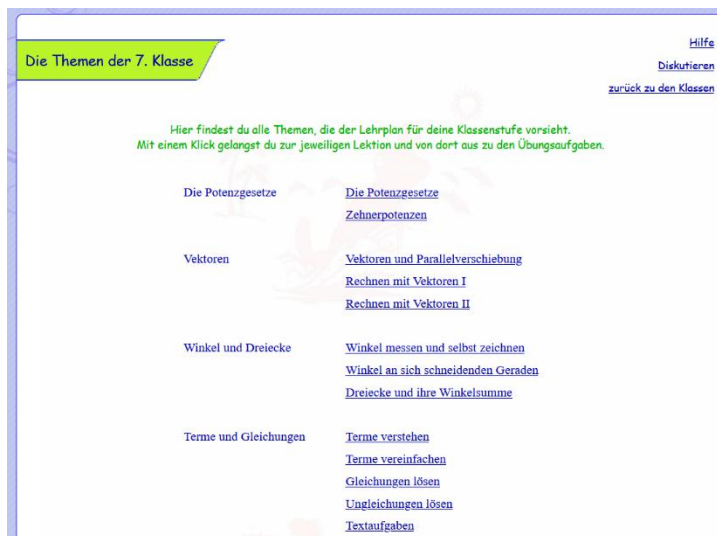 Die Themen der 7. Klasse
Hilfe
Diskutieren
zurück zu den Klassen
Hier findest du alle Themen, die der Lehrplan für deine Klassenstufe vorsieht.
Mit einem Klick gelangst du zur jeweiligen Lektion und von dort aus zu den Übungsaufgaben.
Die Potenzgesetze Die Potenzgesetze
Zehnerpotenzen
Vektoren Vektoren und Parallelverschiebung
Rechnen mit Vektoren I
Rechnen mit Vektoren II
Winkel und Dreiecke Winkel messen und selbst zeichnen
Winkel an sich schneidenden Geraden
Dreiecke und ihre Winkelsumme
Terme und Gleichungen Terme verstehen
Terme vereinfachen
Gleichungen lösen
Ungleichungen lösen
Textaufgaben